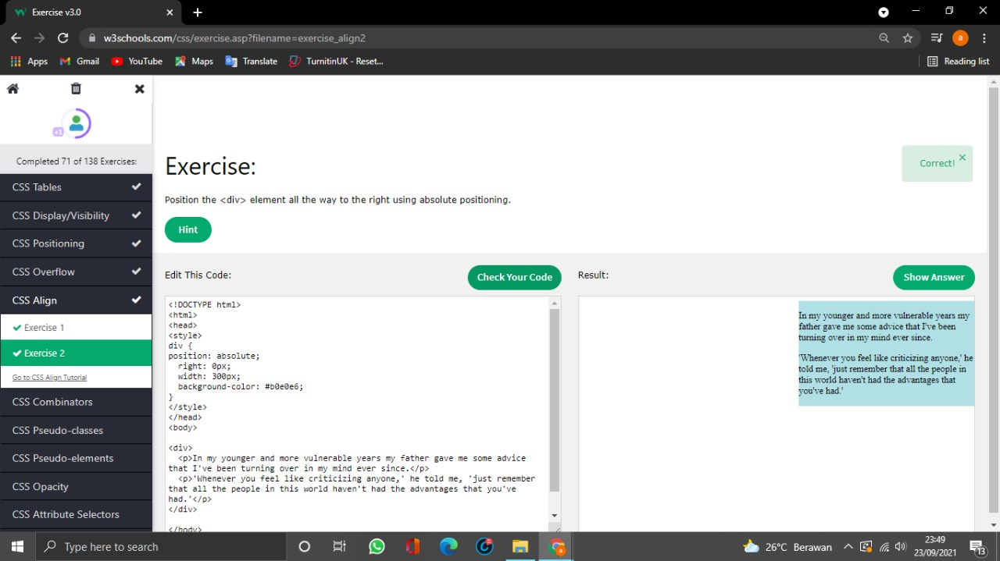 Exercise v3.0
w3schools.com/css/exercise.asp?filename=exercise_align2
a
Apps
Gmail
YouTube
Maps
Translate
TurnitinUK - Reset...
Reading list
+1
Completed 71 of 138 Exercises:
CSS Tables
CSS Display/Visibility
CSS Positioning
CSS Overflow
CSS Align
Exercise 1
Exercise 2
Go to CSS Align Tutorial
CSS Combinators
CSS Pseudo-classes
CSS Pseudo-elements
CSS Opacity
CSS Attribute Selectors
Exercise:
Correct!
Position the <div> element all the way to the right using absolute positioning.
Hint
Edit This Code:
Check Your Code
<!DOCTYPE html>
<html>
<head>
<style>
div {
position: absolute;
  right: 0px;
  width: 300px;
  background-color: #b0e0e6;
}
</style>
</head>
<body>
<div>
  <p>In my younger and more vulnerable years my father gave me some advice
that I've been turning over in my mind ever since.</p>
  <p>'Whenever you feel like criticizing anyone,' he told me, 'just remember
that all the people in this world haven't had the advantages that you've
had.'</p>
</div>
</body>
Result:
Show Answer
In my younger and more vulnerable years my
father gave me some advice that I've been
turning over in my mind ever since.
'Whenever you feel like criticizing anyone,' he
told me, 'just remember that all the people in
this world haven't had the advantages that
you've had.'
Type here to search
26°C Berawan
23:49
23/09/2021
13